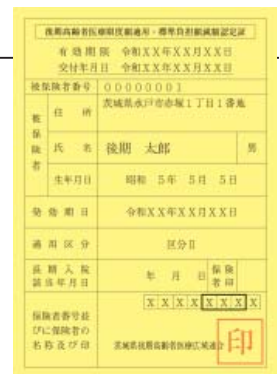 後期高齢者医療限度額適用・標準負担額減額認定証
有効期限 令和XX年XX月XX日
交付年月日 令和XX年XX月XX日
被保険者番号 00000001
被保険者
住所 茨城県水戸市赤塚1丁目1番地
氏名 後期 太郎 男
生年月日 昭和 5年 5月 5日
発効期日 令和XX年XX月XX日
適用区分 区分Ⅱ
長期入院該当年月日 年 月 日 保険者印
保険者番号並びに保険者の名称及び印
X X X X X X X
茨城県後期高齢者医療広域連合
印